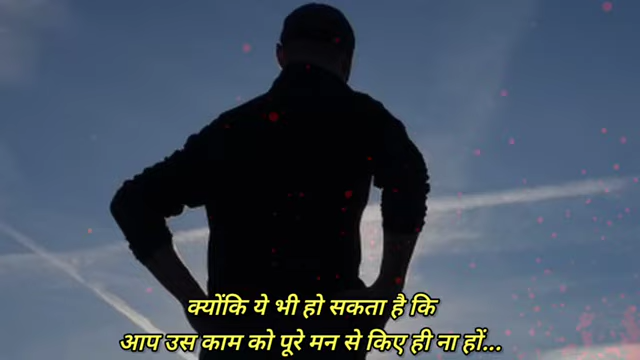 क्योंकि ये भी हो सकता है कि
आप उस काम को पूरे मन से किए ही ना हों...